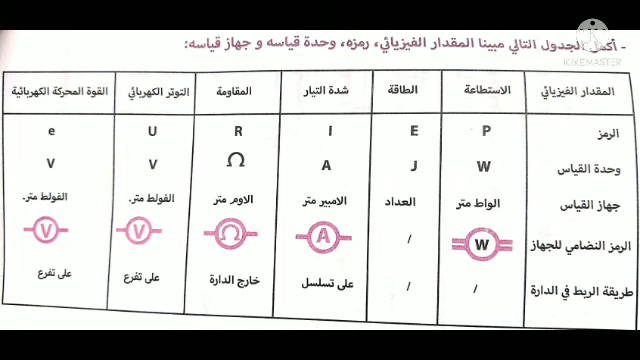 - أكمل الجدول التالي مبينا المقدار الفيزيائي، رمزه، وحدة قياسه و جهاز قياسه:
KINEMASTER
المقدار الفيزيائي الاستطاعة الطاقة شدة التيار المقاومة التوتر الكهربائي القوة المحركة الكهربائية
الرمز P E I R U e
وحدة القياس W J A Ω V V
جهاز القياس الواط متر العداد الامبير متر الاوم متر الفولط متر. الفولط متر.
الرمز النضامي للجهاز W / A Ω V V
طريقة الربط في الدارة / / على تسلسل خارج الدارة على تفرع على تفرع